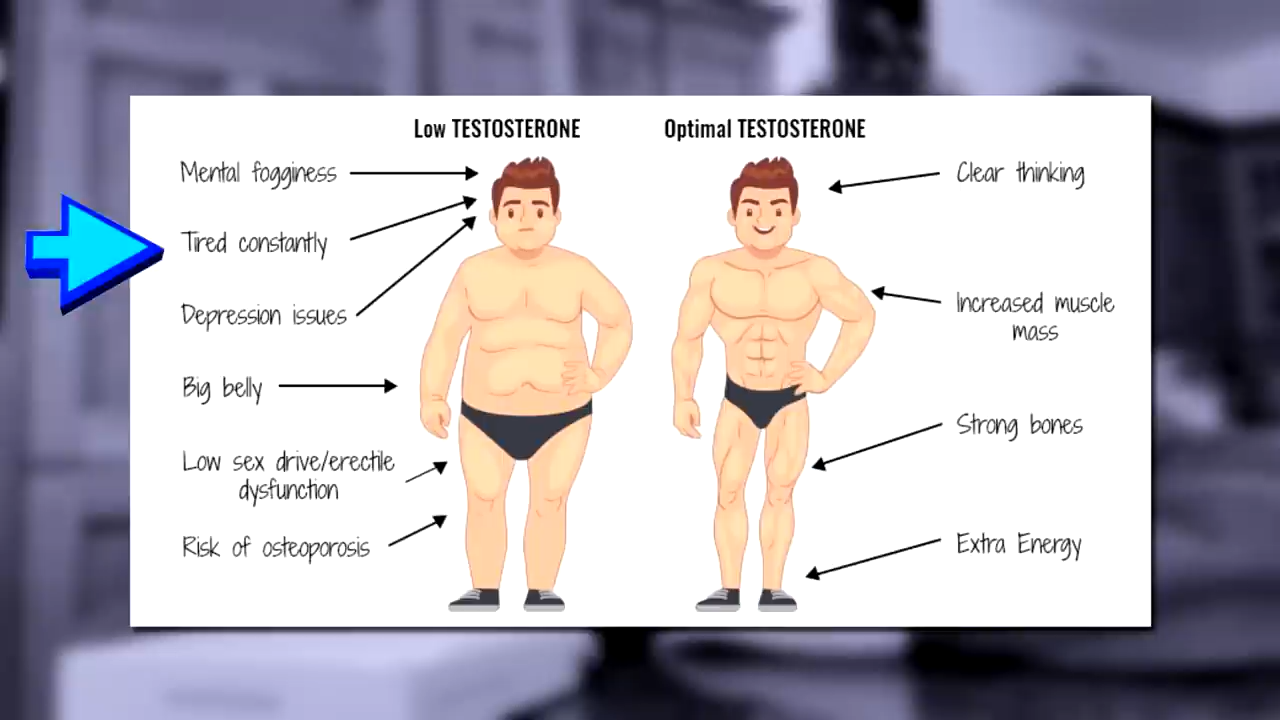 Low TESTOSTERONE
Mental fogginess
Tired constantly
Depression issues
Big belly
Low sex drive/erectile
dysfunction
Risk of osteoporosis
Optimal TESTOSTERONE
Clear thinking
Increased muscle
mass
Strong bones
Extra Energy